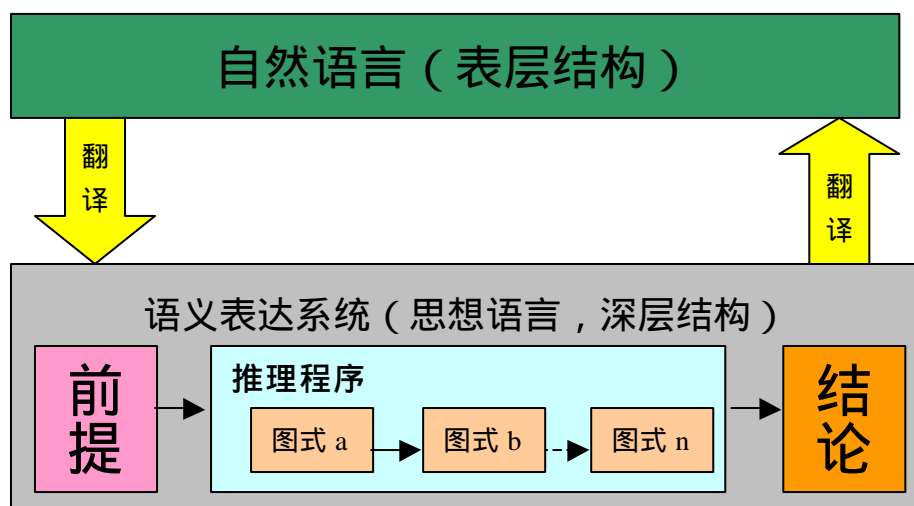 自然语言（表层结构）
翻
译
翻
译
语义表达系统（思想语言，深层结构）
前
提
推理程序
图式 a
图式 b
图式 n
结
论